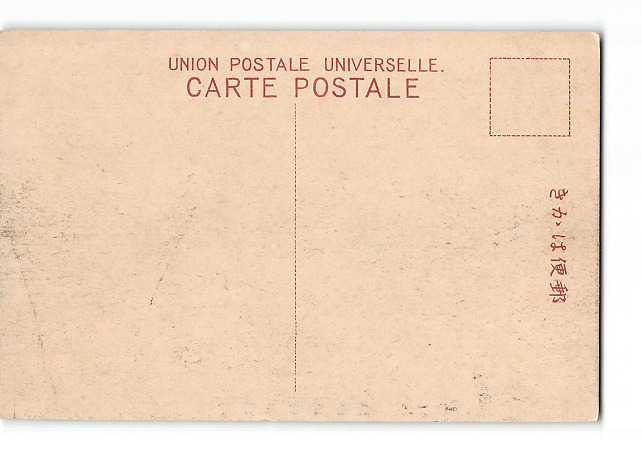 UNION POSTALE UNIVERSELLE.
CARTE POSTALE
きかは便郵